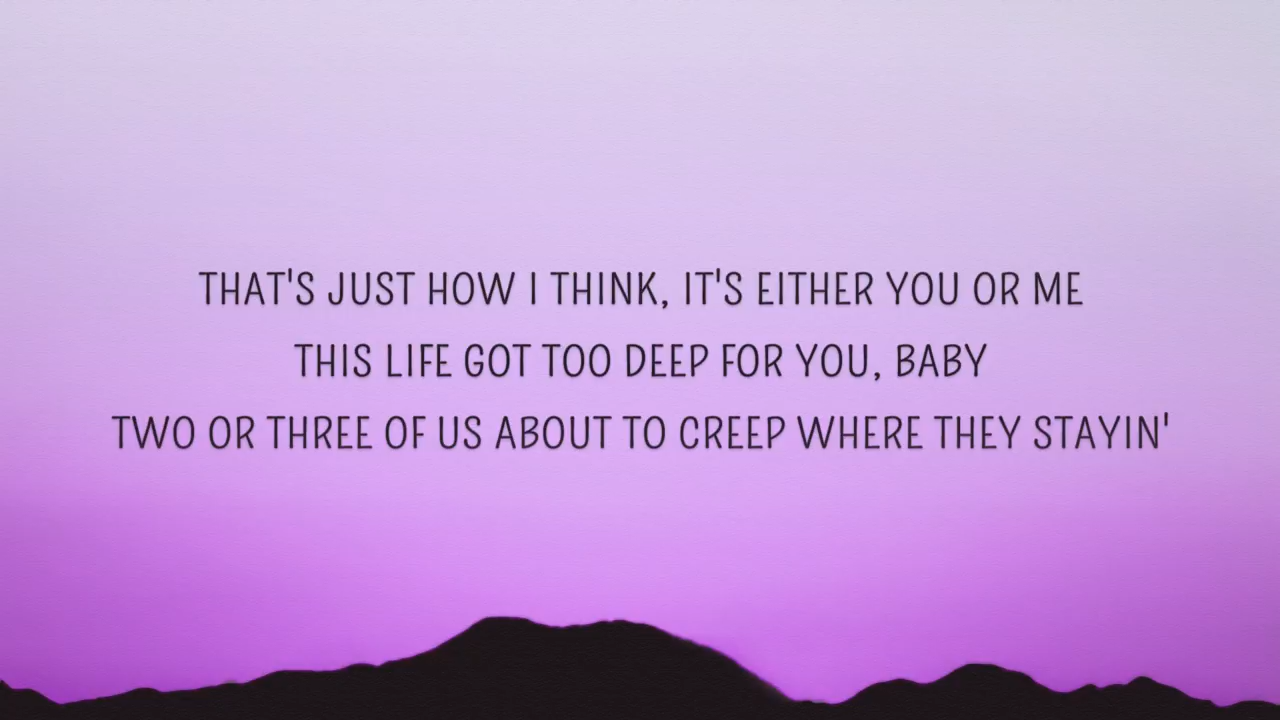 THAT'S JUST HOW I THINK, IT'S EITHER YOU OR ME
THIS LIFE GOT TOO DEEP FOR YOU, BABY
TWO OR THREE OF US ABOUT TO CREEP WHERE THEY STAYIN'